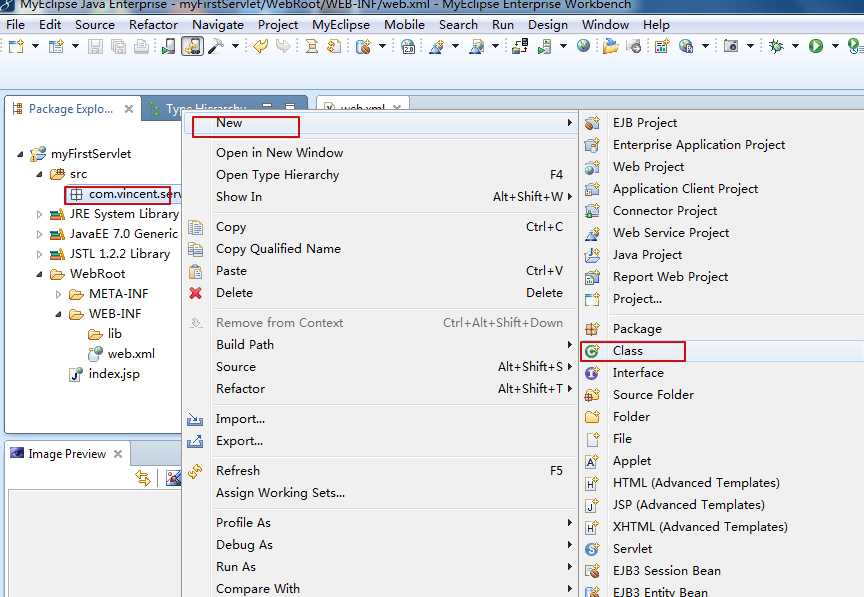 MyEclipse Java Enterprise - myFirstServlet/WebRoot/WEB-INF/web.xml - MyEclipse Enterprise Workbench
File Edit Source Refactor Navigate Project MyEclipse Mobile Search Run Design Window Help
Package Explo...
Type Hierarchy
web.xml
myFirstServlet
src
com.vincent.serv
JRE System Library
JavaEE 7.0 Generic
JSTL 1.2.2 Library
WebRoot
META-INF
WEB-INF
lib
web.xml
index.jsp
Image Preview
New
Open in New Window
Open Type Hierarchy F4
Show In Alt+Shift+W
Copy Ctrl+C
Copy Qualified Name
Paste Ctrl+V
Delete Delete
Remove from Context Ctrl+Alt+Shift+Down
Build Path
Source Alt+Shift+S
Refactor Alt+Shift+T
Import...
Export...
Refresh F5
Assign Working Sets...
Profile As
Debug As
Run As
Compare With
EJB Project
Enterprise Application Project
Web Project
Application Client Project
Connector Project
Web Service Project
Java Project
Report Web Project
Project...
Package
Class
Interface
Source Folder
Folder
File
Applet
HTML (Advanced Templates)
JSP (Advanced Templates)
XHTML (Advanced Templates)
Servlet
EJB3 Session Bean
EJB3 Entity Bean